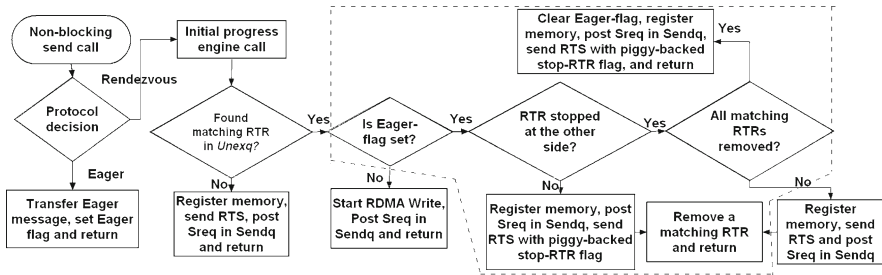 Non-blocking
send call
Rendezvous
Protocol
decision
Eager
Transfer Eager
message, set Eager
flag and return
Initial progress
engine call
Found
matching RTR
in Unexq?
Yes
No
Register memory,
send RTS, post
Sreq in Sendq
and return
Is Eager-
flag set?
Yes
No
Start RDMA Write,
Post Sreq in
Sendq and return
RTR stopped
at the other
side?
Yes
No
Register memory, post
Sreq in Sendq, send
RTS with piggy-backed
stop-RTR flag
Clear Eager-flag, register
memory, post Sreq in Sendq,
send RTS with piggy-backed
stop-RTR flag, and return
Yes
All matching
RTRs
removed?
No
Remove a
matching RTR
and return
Register
memory, send
RTS and post
Sreq in Sendq